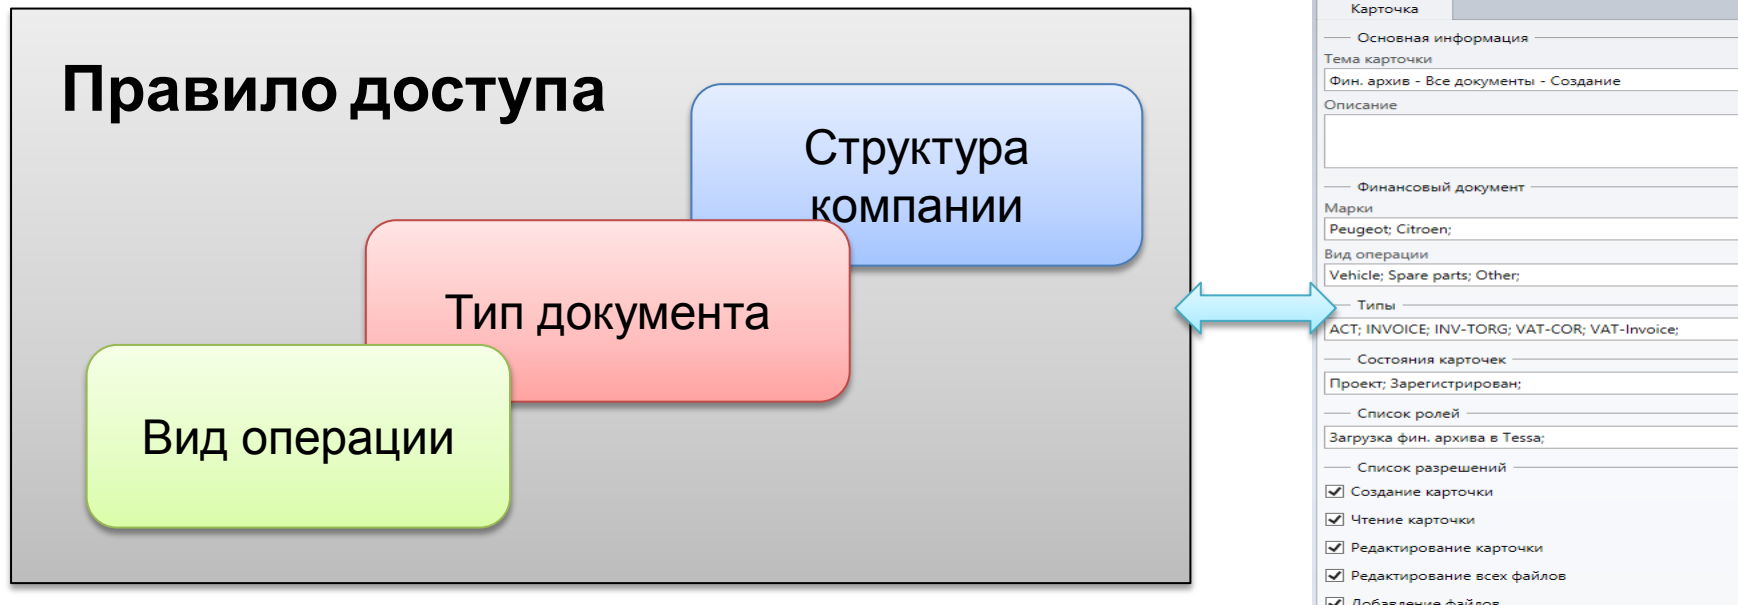 Правило доступа
Структура
компании
Тип документа
Вид операции
Карточка
Основная информация
Тема карточки
Фин. архив - Все документы - Создание
Описание
Финансовый документ
Марки
Peugeot; Citroen;
Вид операции
Vehicle; Spare parts; Other;
Типы
ACT; INVOICE; INV-TORG; VAT-COR; VAT-Invoice;
Состояния карточек
Проект; Зарегистрирован;
Список ролей
Загрузка фин. архива в Tessa;
Список разрешений
Создание карточки
Чтение карточки
Редактирование карточки
Редактирование всех файлов
Добавление файлов